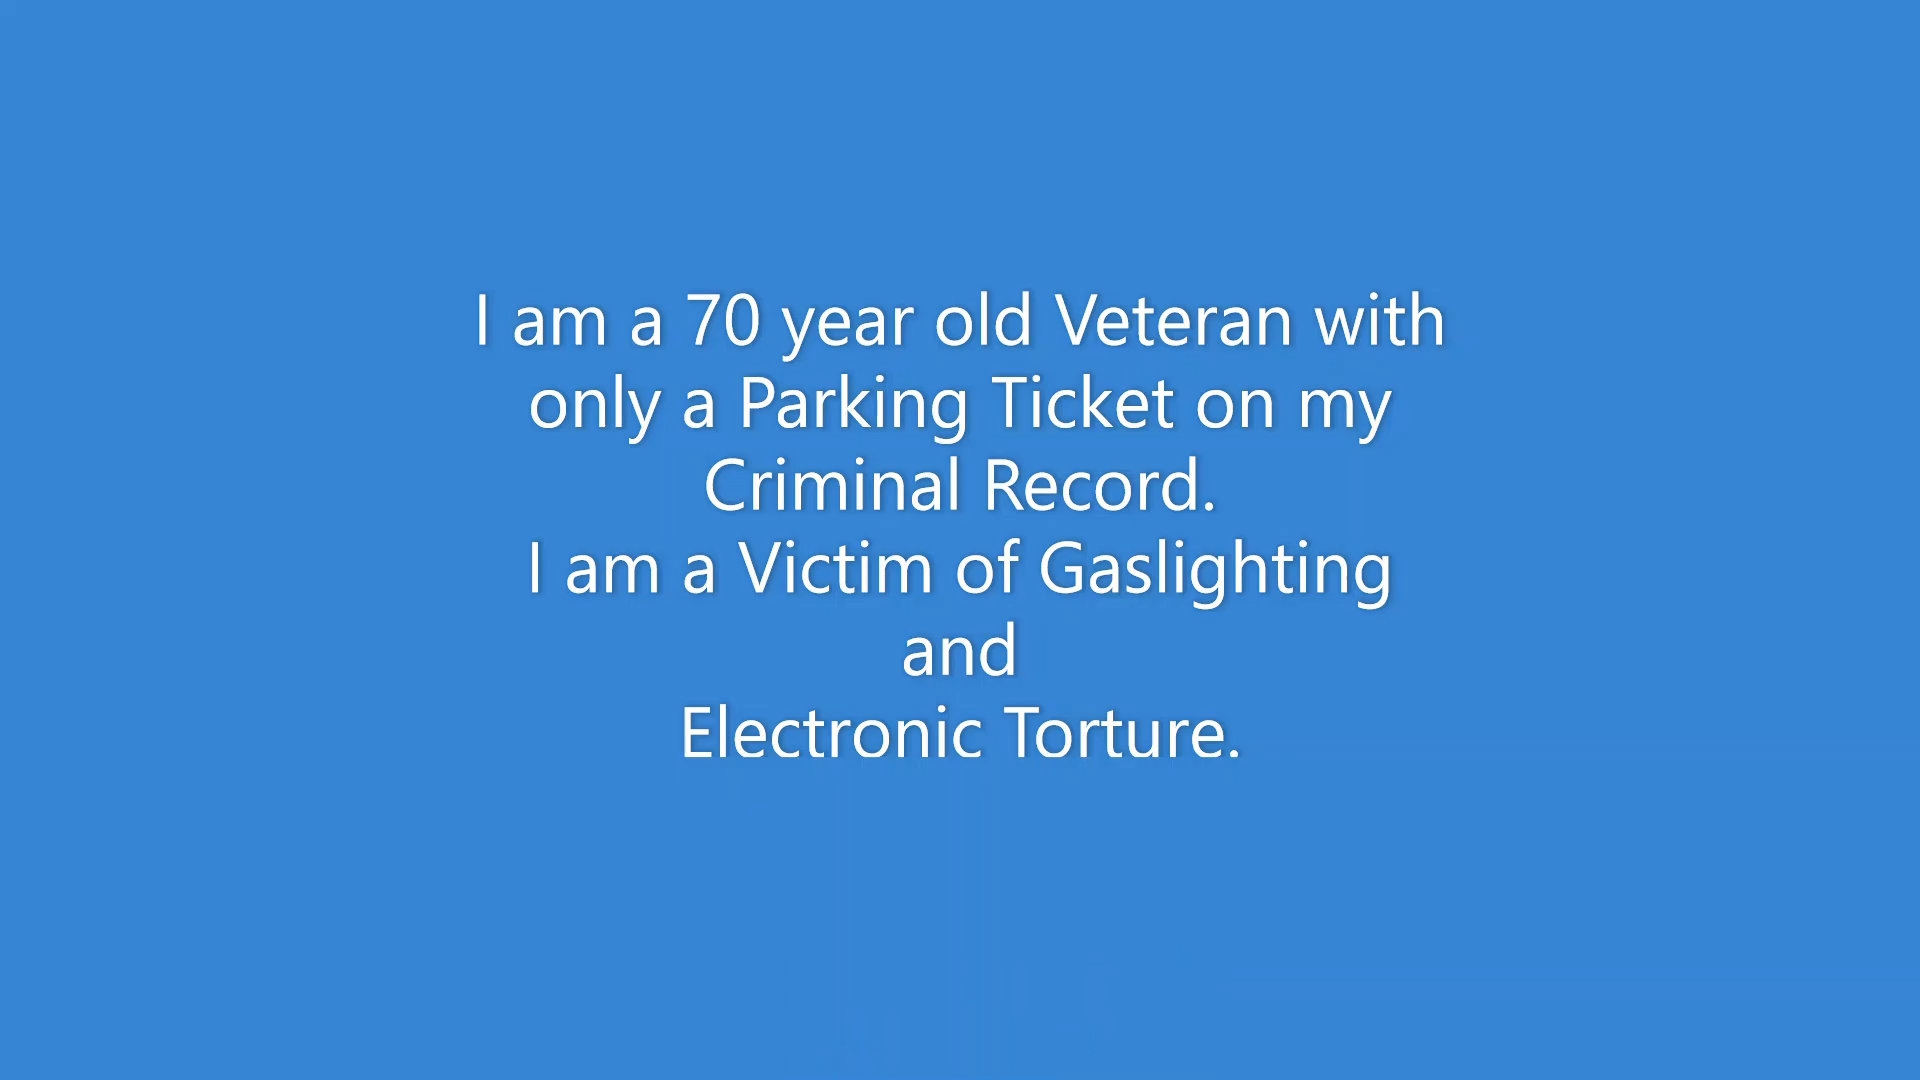 I am a 70 year old Veteran with
only a Parking Ticket on my
Criminal Record.
I am a Victim of Gaslighting
and
Electronic Torture.